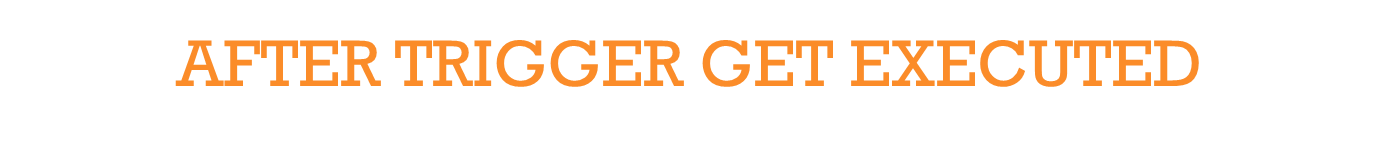 AFTER TRIGGER GET EXECUTED